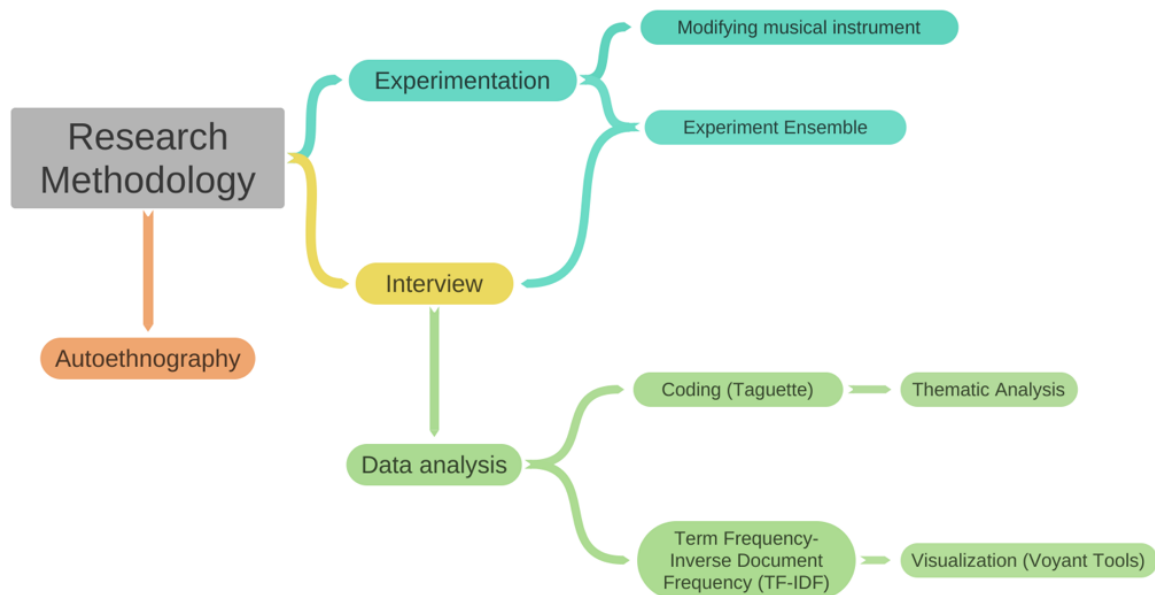 Research
Methodology
Experimentation
Modifying musical instrument
Experiment Ensemble
Interview
Autoethnography
Data analysis
Coding (Taguette)
Thematic Analysis
Term Frequency-
Inverse Document
Frequency (TF-IDF)
Visualization (Voyant Tools)